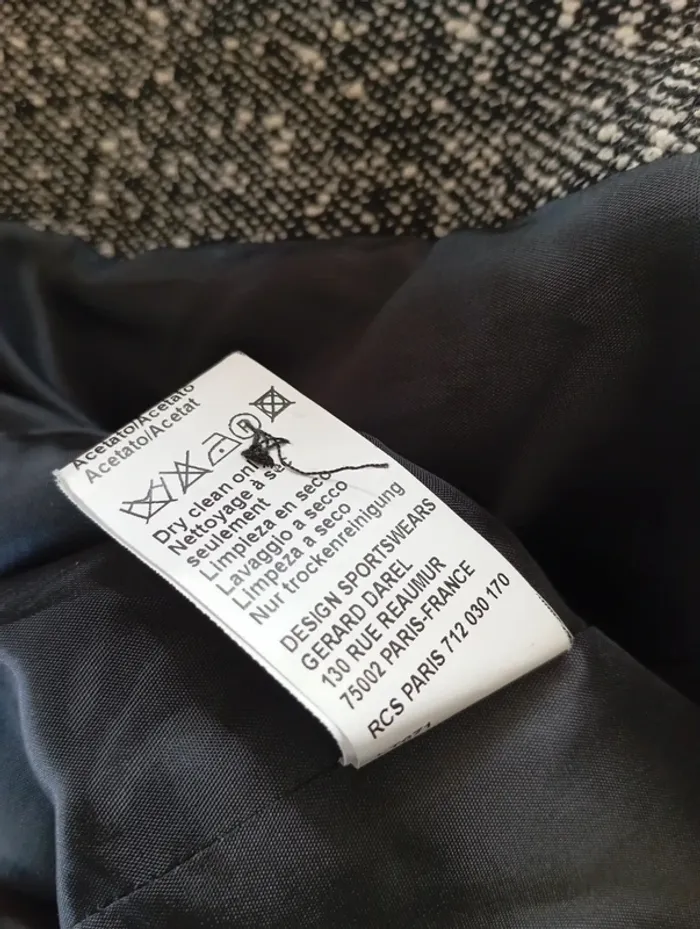 Acetato/Acetato
Acetato/Acetat
P
Dry clean only
Nettoyage à sec
seulement
Limpieza en seco
Lavaggio a secco
Limpeza a seco
Nur trockenreinigung
DESIGN SPORTSWEARS
GERARD DAREL
130 RUE REAUMUR
75002 PARIS-FRANCE
RCS PARIS 712 030 170